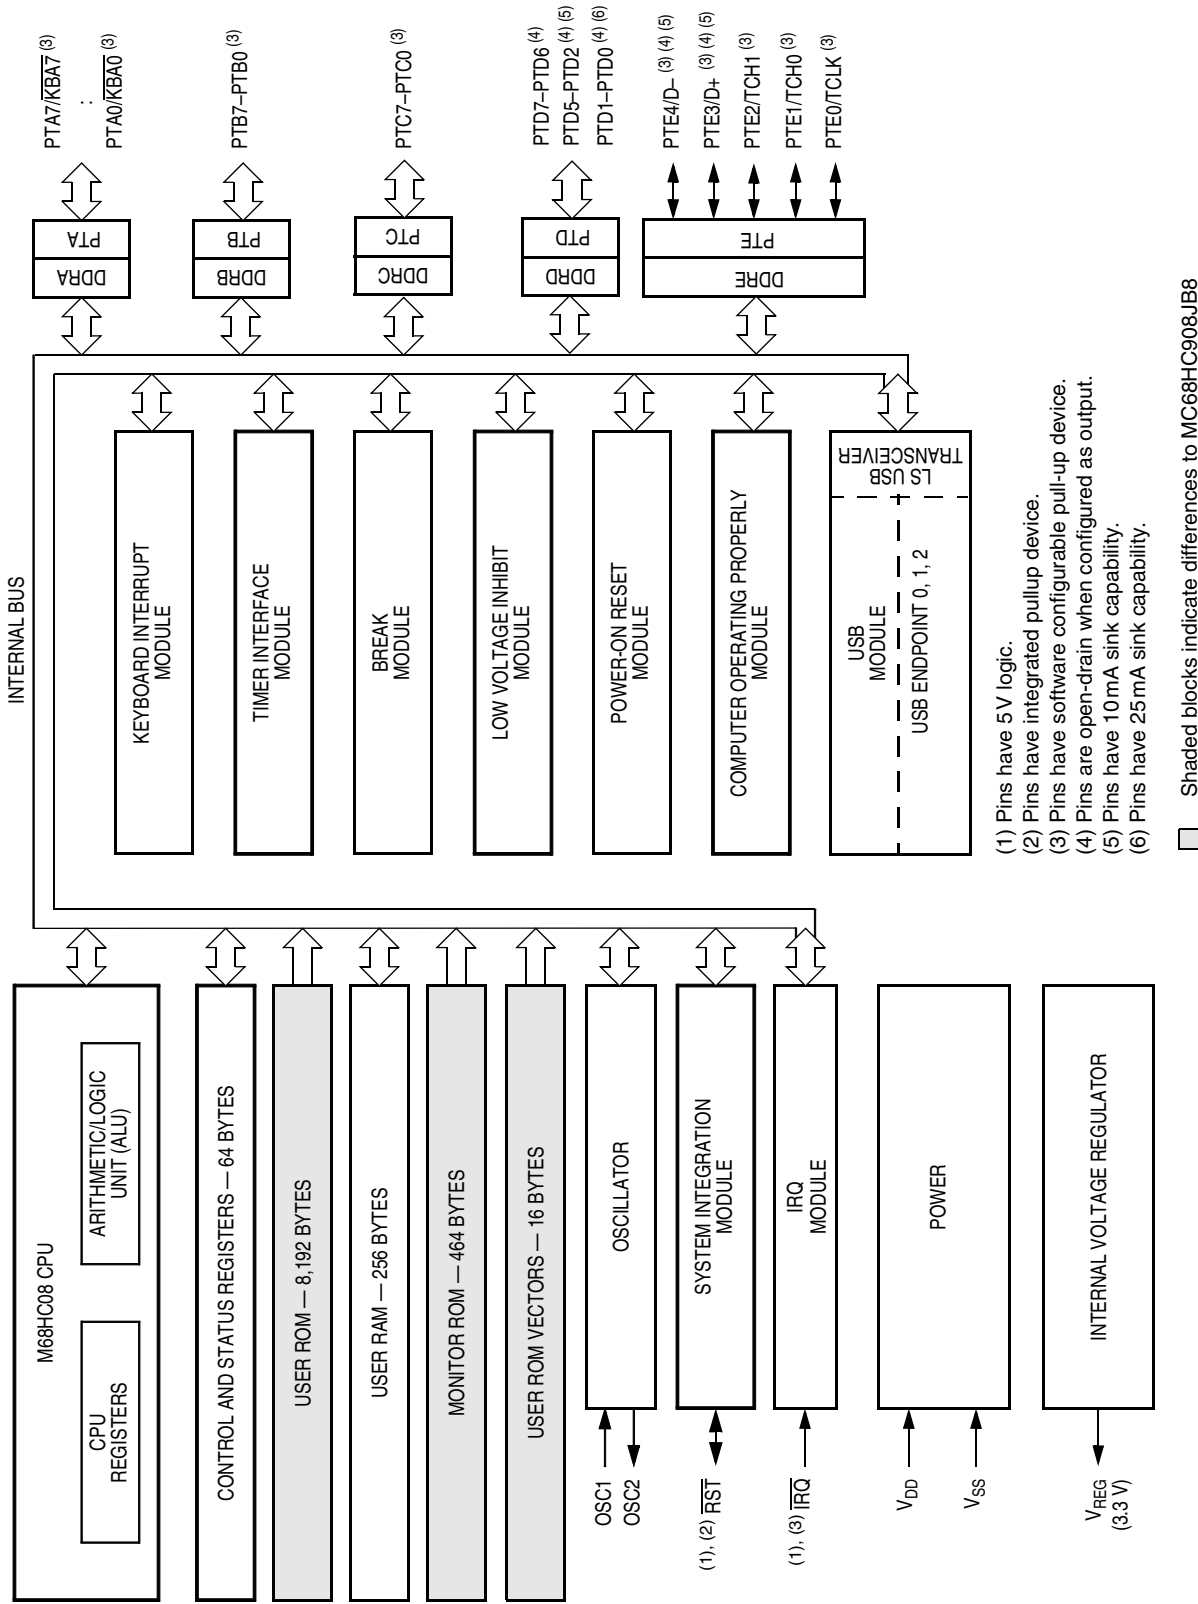 INTERNAL BUS
M68HC08 CPU
CPU
REGISTERS
ARITHMETIC/LOGIC
UNIT (ALU)
CONTROL AND STATUS REGISTERS — 64 BYTES
USER ROM — 8,192 BYTES
USER RAM — 256 BYTES
MONITOR ROM — 464 BYTES
USER ROM VECTORS — 16 BYTES
OSC1
OSC2
OSCILLATOR
(1), (2) RST
SYSTEM INTEGRATION
MODULE
(1), (3) IRQ
IRQ
MODULE
VDD
VSS
POWER
VREG
(3.3 V)
INTERNAL VOLTAGE REGULATOR
KEYBOARD INTERRUPT
MODULE
TIMER INTERFACE
MODULE
BREAK
MODULE
LOW VOLTAGE INHIBIT
MODULE
POWER-ON RESET
MODULE
COMPUTER OPERATING PROPERLY
MODULE
USB
MODULE
USB ENDPOINT 0, 1, 2
LS USB
TRANSCEIVER
DDRA
PTA
PTA7/KBA7 (3)
:
PTA0/KBA0 (3)
DDRB
PTB
PTB7–PTB0 (3)
DDRC
PTC
PTC7–PTC0 (3)
DDRD
PTD
PTD7–PTD6 (4)
PTD5–PTD2 (4) (5)
PTD1–PTD0 (4) (6)
DDRE
PTE
PTE4/D– (3) (4) (5)
PTE3/D+ (3) (4) (5)
PTE2/TCH1 (3)
PTE1/TCH0 (3)
PTE0/TCLK (3)
(1) Pins have 5V logic.
(2) Pins have integrated pullup device.
(3) Pins have software configurable pull-up device.
(4) Pins are open-drain when configured as output.
(5) Pins have 10mA sink capability.
(6) Pins have 25mA sink capability.
Shaded blocks indicate differences to MC68HC908JB8